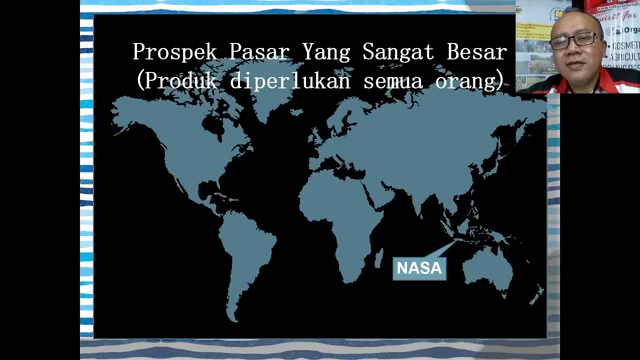 Prospek Pasar Yang Sangat Besar
(Produk diperlukan semua orang)
NASA